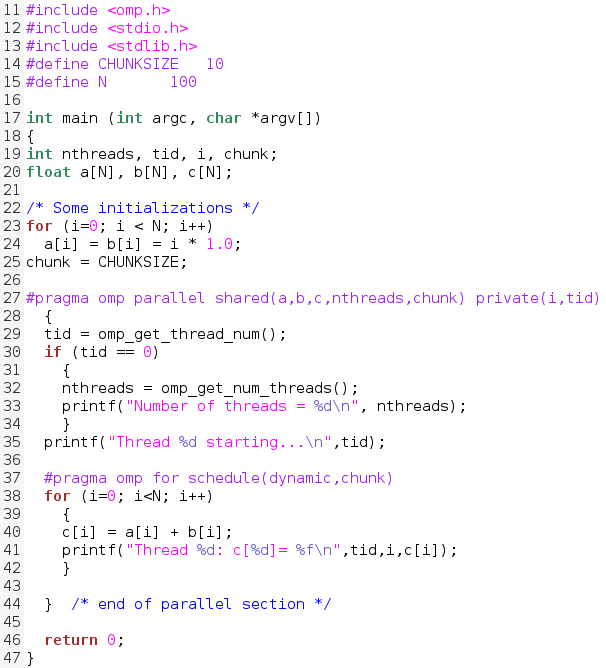 11 #include <omp.h>
12 #include <stdio.h>
13 #include <stdlib.h>
14 #define CHUNKSIZE   10
15 #define N       100
16
17 int main (int argc, char *argv[])
18 {
19 int nthreads, tid, i, chunk;
20 float a[N], b[N], c[N];
21
22 /* Some initializations */
23 for (i=0; i < N; i++)
24   a[i] = b[i] = i * 1.0;
25 chunk = CHUNKSIZE;
26
27 #pragma omp parallel shared(a,b,c,nthreads,chunk) private(i,tid)
28   {
29   tid = omp_get_thread_num();
30   if (tid == 0)
31     {
32     nthreads = omp_get_num_threads();
33     printf("Number of threads = %d\n", nthreads);
34     }
35   printf("Thread %d starting...\n",tid);
36
37   #pragma omp for schedule(dynamic,chunk)
38   for (i=0; i<N; i++)
39     {
40     c[i] = a[i] + b[i];
41     printf("Thread %d: c[%d]= %f\n",tid,i,c[i]);
42     }
43
44   }  /* end of parallel section */
45
46   return 0;
47 }